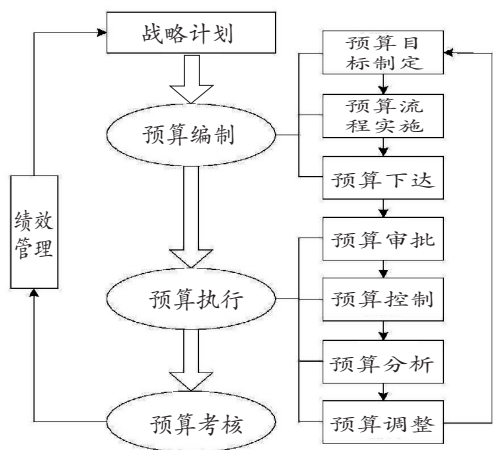 战略计划
预算编制
预算执行
预算考核
绩效
管理
预算目
标制定
预算流
程实施
预算下达
预算审批
预算控制
预算分析
预算调整